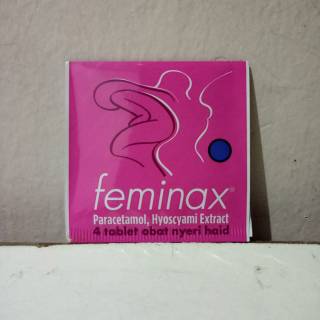 feminax®
Paracetamol, Hyoscyami Extract
4 tablet obat nyeri haid